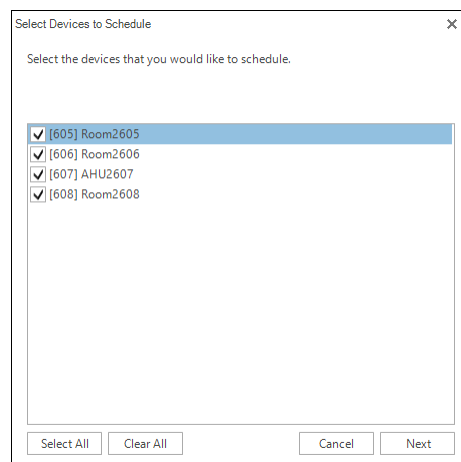 Select Devices to Schedule
Select the devices that you would like to schedule.
[605] Room2605
[606] Room2606
[607] AHU2607
[608] Room2608
Select All Clear All Cancel Next